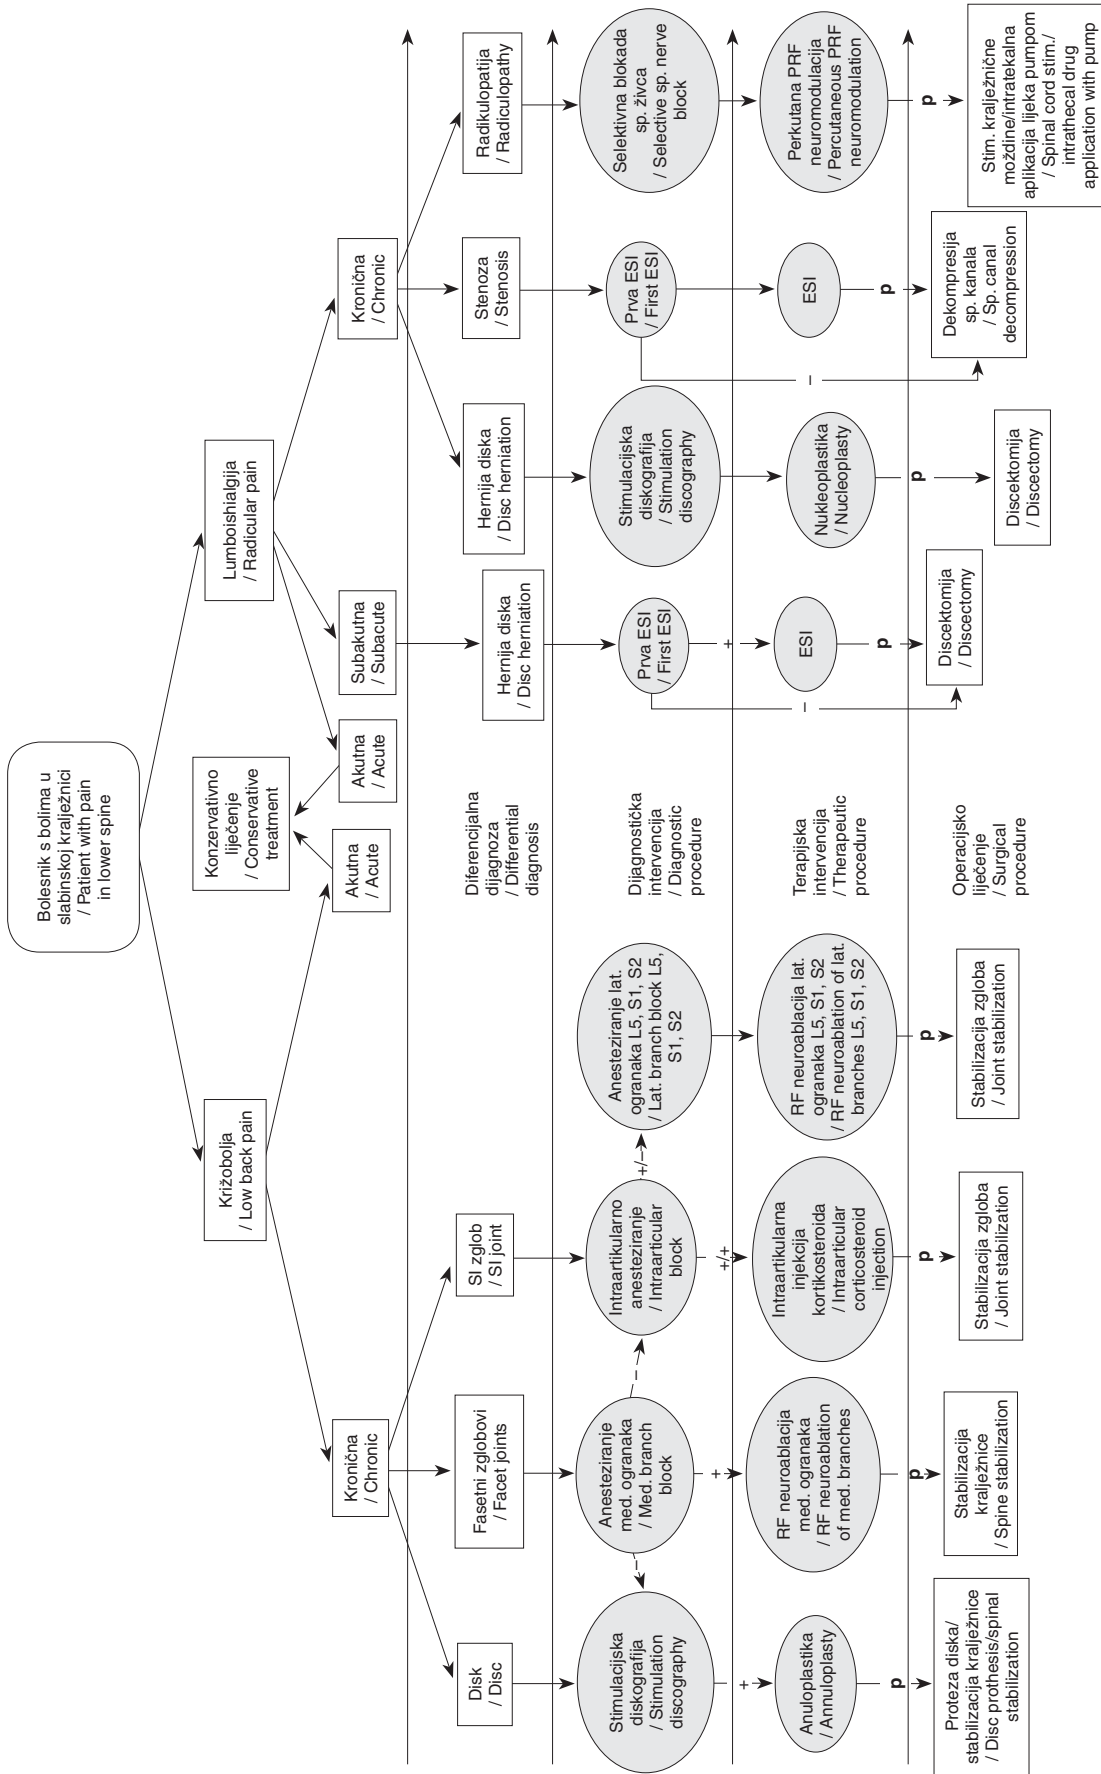 Bolesnik s bolima u
slabinskoj kralježnici
/ Patient with pain
in lower spine
Križobolja
/ Low back pain
Konzervativno
liječenje
/ Conservative
treatment
Lumboishialgija
/ Radicular pain
Kronična
/ Chronic
Akutna
/ Acute
Akutna
/ Acute
Subakutna
/ Subacute
Kronična
/ Chronic
Disk
/ Disc
Fasetni zglobovi
/ Facet joints
SI zglob
/ SI joint
Diferencijalna
dijagnoza
/ Differential
diagnosis
Hernija diska
/ Disc herniation
Hernija diska
/ Disc herniation
Stenoza
/ Stenosis
Radikulopatija
/ Radiculopathy
Stimulacijska
diskografija
/ Stimulation
discography
–
Anesteziranje
med. ogranaka
/ Med. branch
block
–
Intraartikularno
anesteziranje
/ Intraarticular
block
+/–
Anesteziranje lat.
ogranaka L5, S1, S2
/ Lat. branch block L5,
S1, S2
Dijagnostička
intervencija
/ Diagnostic
procedure
Prva ESI
/ First ESI
Stimulacijska
diskografija
/ Stimulation
discography
Prva ESI
/ First ESI
Selektivna blokada
sp. živca
/ Selective sp. nerve
block
+
+
+/+
–
+
–
Anuloplastika
/ Annuloplasty
RF neuroablacija
med. ogranaka
/ RF neuroablation
of med. branches
Intraartikularna
injekcija
kortikosteroida
/ Intraarticular
corticosteroid
injection
RF neuroablacija lat.
ogranaka L5, S1, S2
/ RF neuroablation of lat.
branches L5, S1, S2
Terapijska
intervencija
/ Therapeutic
procedure
ESI
Nukleoplastika
/ Nucleoplasty
ESI
Perkutana PRF
neuromodulacija
/ Percutaneous PRF
neuromodulation
p
p
p
p
p
p
p
p
Proteza diska/
stabilizacija kralježnice
/ Disc prothesis/spinal
stabilization
Stabilizacija
kralježnice
/ Spine stabilization
Stabilizacija zgloba
/ Joint stabilization
Stabilizacija zgloba
/ Joint stabilization
Operacijsko
liječenje
/ Surgical
procedure
Discektomija
/ Discectomy
Discektomija
/ Discectomy
Dekompresija
sp. kanala
/ Sp. canal
decompression
Stim. kralježnične
moždine/intratekalna
aplikacija lijeka pumpom
/ Spinal cord stim./
intrathecal drug
application with pump